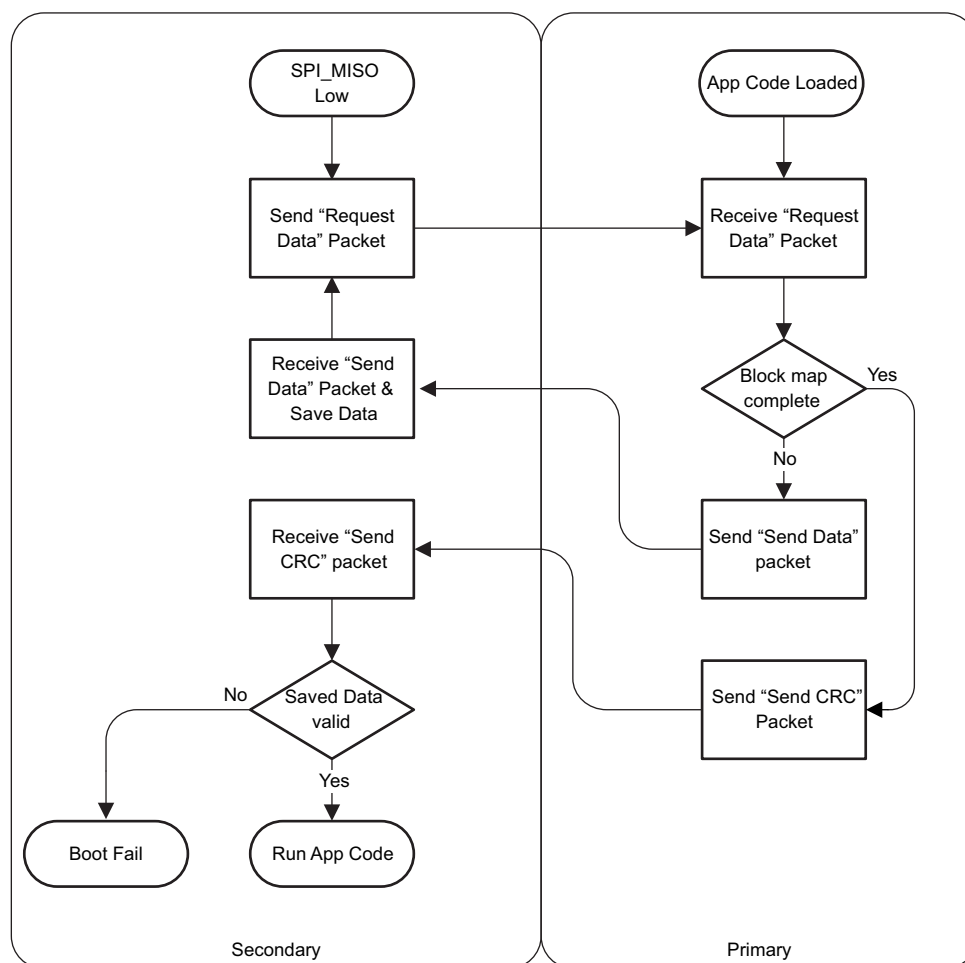 SPI_MISO
Low
Send “Request
Data” Packet
Receive “Send
Data” Packet &
Save Data
Receive “Send
CRC” packet
Saved Data
valid
No
Yes
Boot Fail
Run App Code
Secondary
App Code Loaded
Receive “Request
Data” Packet
Block map
complete
Yes
No
Send “Send Data”
packet
Send “Send CRC”
Packet
Primary